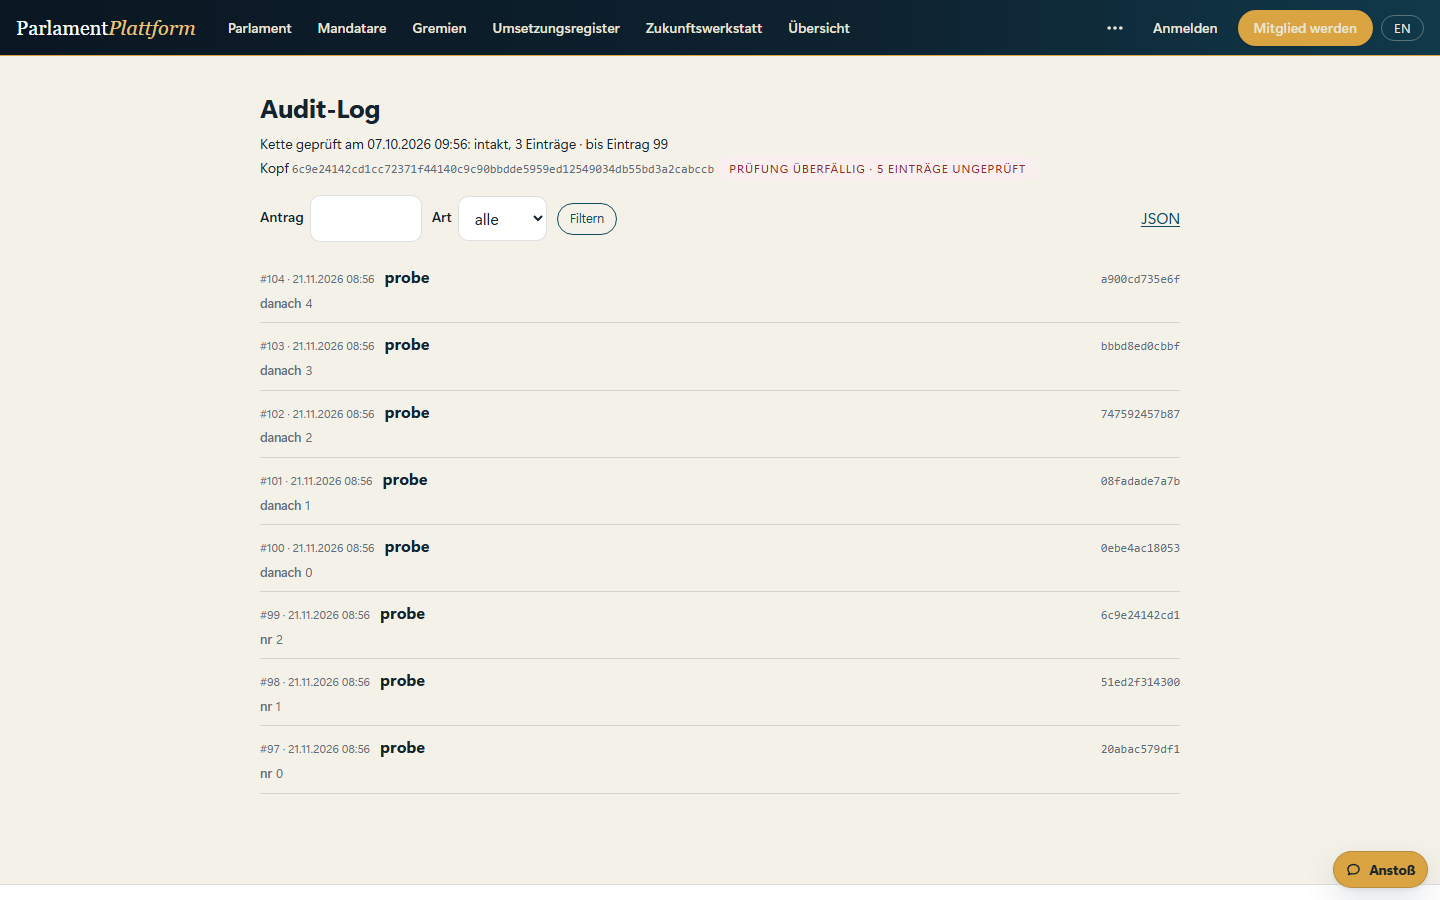 ParlamentPlattform Parlament Mandatare Gremien Umsetzungsregister Zukunftswerkstatt Übersicht ••• Anmelden Mitglied werden EN
Audit-Log
Kette geprüft am 07.10.2026 09:56: intakt, 3 Einträge · bis Eintrag 99
Kopf 6c9e24142cd1cc72371f44140c9c90bbdde5959ed12549034db55bd3a2cabccb PRÜFUNG ÜBERFÄLLIG · 5 EINTRÄGE UNGEPRÜFT
Antrag Art alle Filtern JSON
#104 · 21.11.2026 08:56 probe a900cd735e6f
danach 4
#103 · 21.11.2026 08:56 probe bbbd8ed0cbbf
danach 3
#102 · 21.11.2026 08:56 probe 747592457b87
danach 2
#101 · 21.11.2026 08:56 probe 08fadade7a7b
danach 1
#100 · 21.11.2026 08:56 probe 0ebe4ac18053
danach 0
#99 · 21.11.2026 08:56 probe 6c9e24142cd1
nr 2
#98 · 21.11.2026 08:56 probe 51ed2f314300
nr 1
#97 · 21.11.2026 08:56 probe 20abac579df1
nr 0
Anstoß